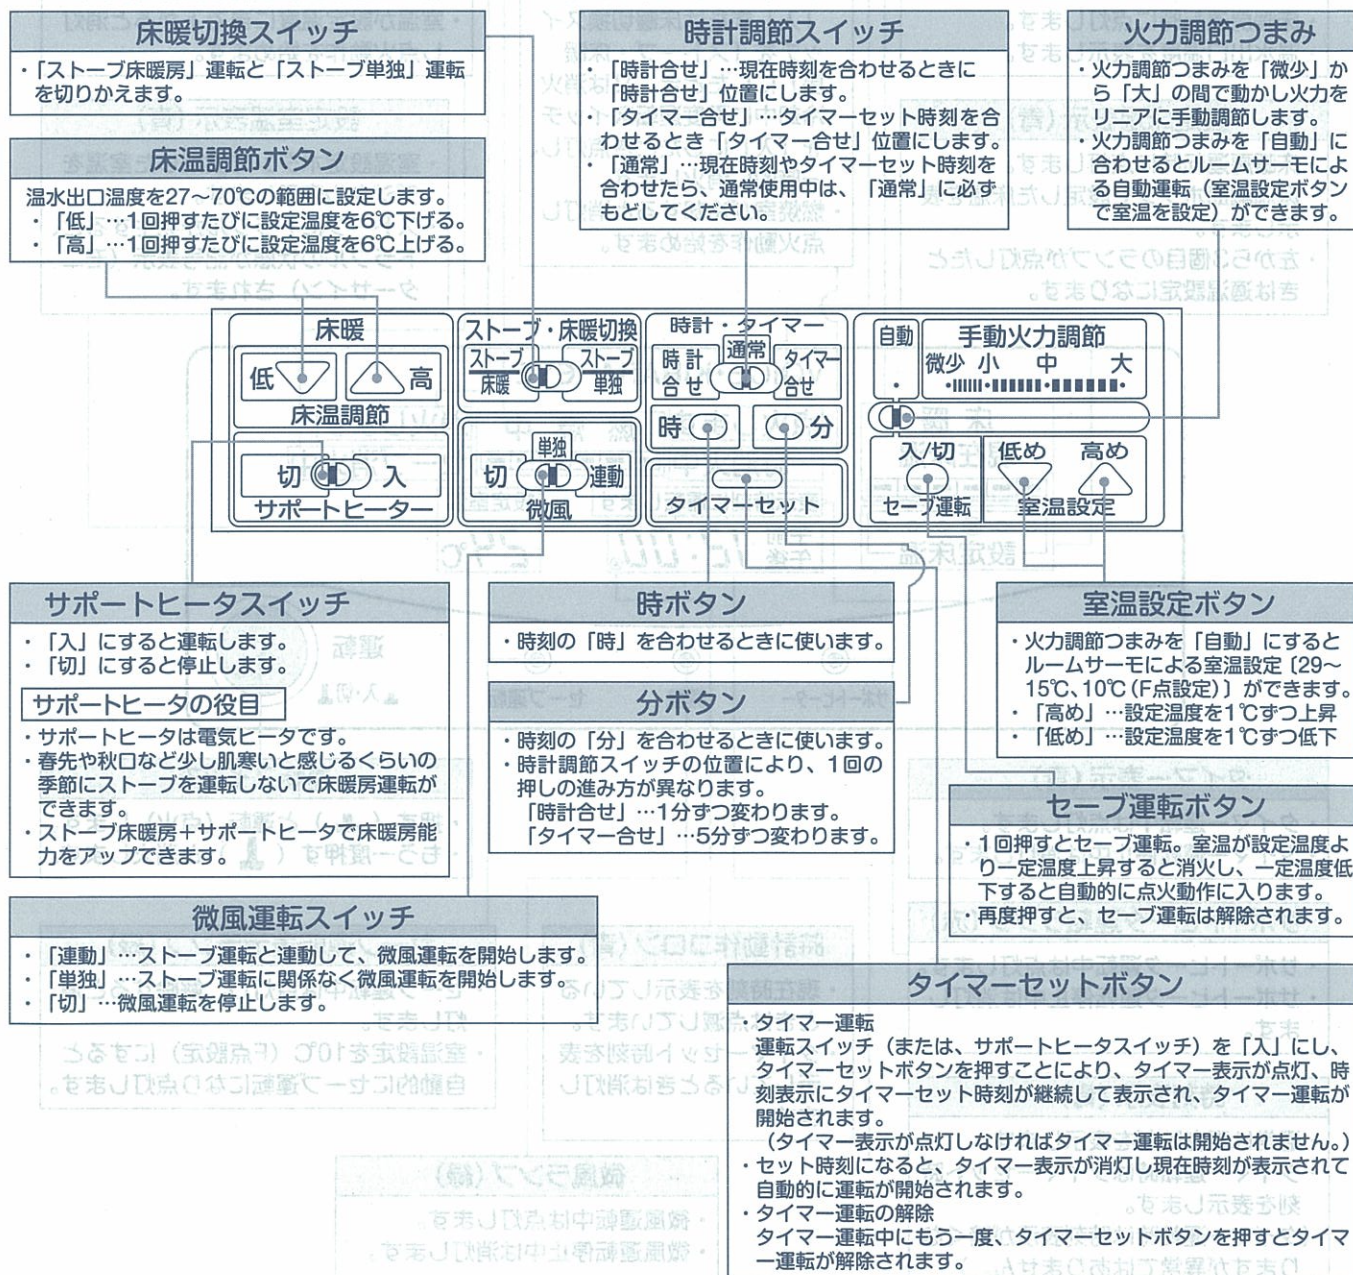 床暖切換スイッチ
・「ストーブ床暖房」運転と「ストーブ単独」運転
を切りかえます。
床温調節ボタン
温水出口温度を27～70℃の範囲に設定します。
・「低」…1回押すたびに設定温度を6℃下げる。
・「高」…1回押すたびに設定温度を6℃上げる。
時計調節スイッチ
・「時計合せ」…現在時刻を合わせるときに
「時計合せ」位置にします。
・「タイマー合せ」…タイマーセット時刻を合
わせるとき「タイマー合せ」位置にします。
・「通常」…現在時刻やタイマーセット時刻を
合わせたら、通常使用中は、「通常」に必ず
もどしてください。
火力調節つまみ
・火力調節つまみを「微少」か
ら「大」の間で動かし火力を
リニアに手動調節します。
・火力調節つまみを「自動」に
合わせるとルームサーモによ
る自動運転（室温設定ボタン
で室温を設定）ができます。
床暖
低 高
床温調節
切 入
サポートヒーター
ストーブ・床暖切換
ストーブ 床暖
ストーブ 単独
単独
切 連動
微風
時計・タイマー
時計合せ 通常 タイマー合せ
時 分
タイマーセット
自動 手動火力調節
微少 小 中 大
入/切 低め 高め
セーブ運転 室温設定
サポートヒータスイッチ
・「入」にすると運転します。
・「切」にすると停止します。
サポートヒータの役目
・サポートヒータは電気ヒータです。
・春先や秋口など少し肌寒いと感じるくらいの
季節にストーブを運転しないで床暖房運転が
できます。
・ストーブ床暖房＋サポートヒータで床暖房能
力をアップできます。
時ボタン
・時刻の「時」を合わせるときに使います。
分ボタン
・時刻の「分」を合わせるときに使います。
・時計調節スイッチの位置により、1回の
押しの進み方が異なります。
「時計合せ」…1分ずつ変わります。
「タイマー合せ」…5分ずつ変わります。
室温設定ボタン
・火力調節つまみを「自動」にすると
ルームサーモによる室温設定〔29～
15℃、10℃（F点設定）〕ができます。
・「高め」…設定温度を1℃ずつ上昇
・「低め」…設定温度を1℃ずつ低下
セーブ運転ボタン
・1回押すとセーブ運転。室温が設定温度よ
り一定温度上昇すると消火し、一定温度低
下すると自動的に点火動作に入ります。
・再度押すと、セーブ運転は解除されます。
微風運転スイッチ
・「連動」…ストーブ運転と連動して、微風運転を開始します。
・「単独」…ストーブ運転に関係なく微風運転を開始します。
・「切」…微風運転を停止します。
タイマーセットボタン
・タイマー運転
運転スイッチ（または、サポートヒータスイッチ）を「入」にし、
タイマーセットボタンを押すことにより、タイマー表示が点灯、時
刻表示にタイマーセット時刻が継続して表示され、タイマー運転が
開始されます。
（タイマー表示が点灯しなければタイマー運転は開始されません。）
・セット時刻になると、タイマー表示が消灯し現在時刻が表示されて
自動的に運転が開始されます。
・タイマー運転の解除
タイマー運転中にもう一度、タイマーセットボタンを押すとタイマ
ー運転が解除されます。